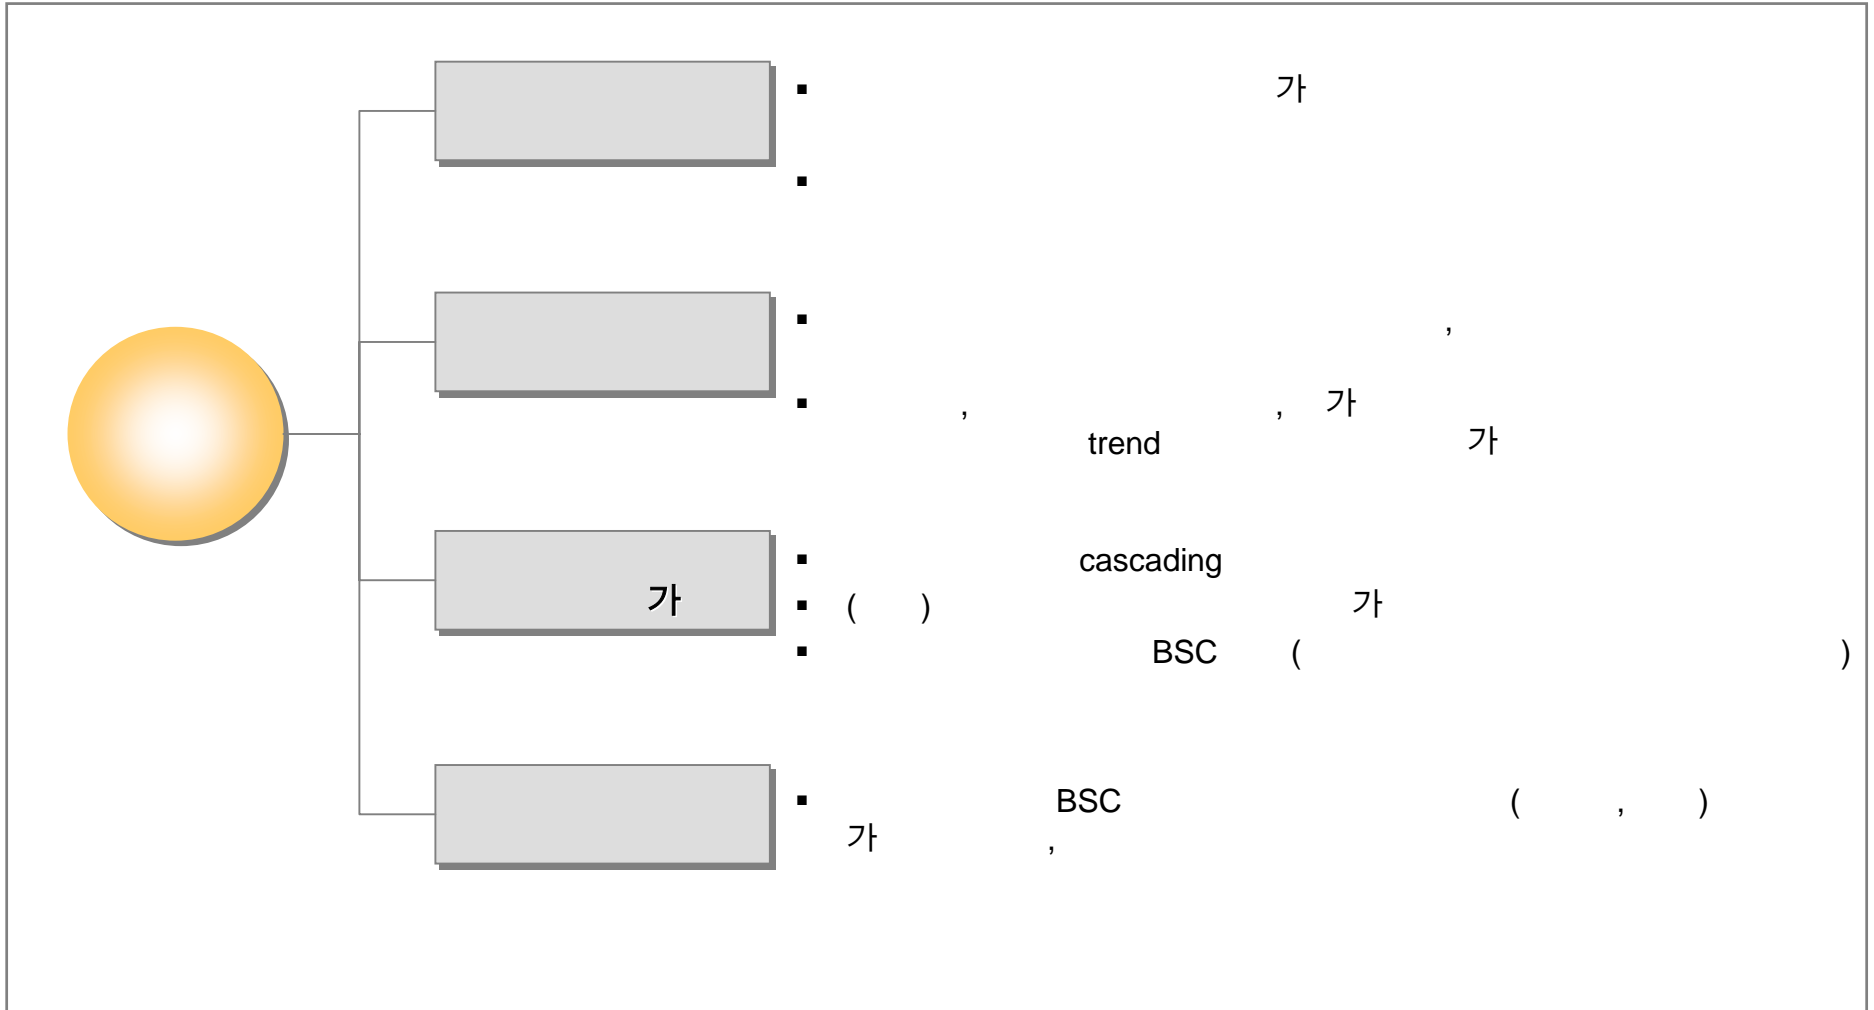 ▪ 가
▪
▪ ,
▪ , , 가
trend 가
가
▪ cascading
▪ ( ) 가
▪ BSC ( )
▪ BSC ( , )
가 ,